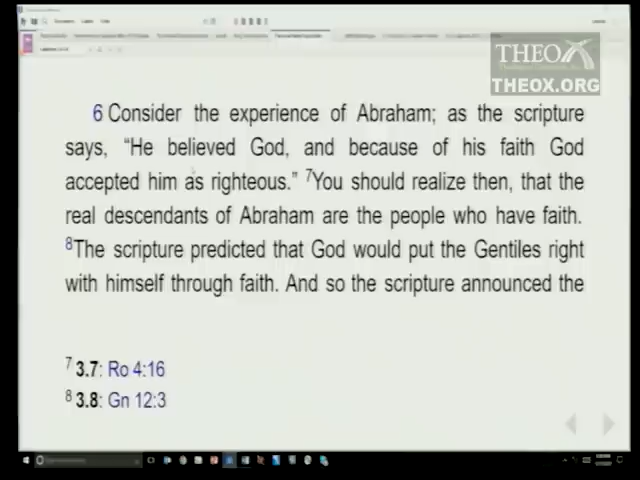 THEOX
THEOX.ORG
6 Consider the experience of Abraham; as the scripture
says, “He believed God, and because of his faith God
accepted him as righteous.” 7You should realize then, that the
real descendants of Abraham are the people who have faith.
8The scripture predicted that God would put the Gentiles right
with himself through faith. And so the scripture announced the
7 3.7: Ro 4:16
8 3.8: Gn 12:3